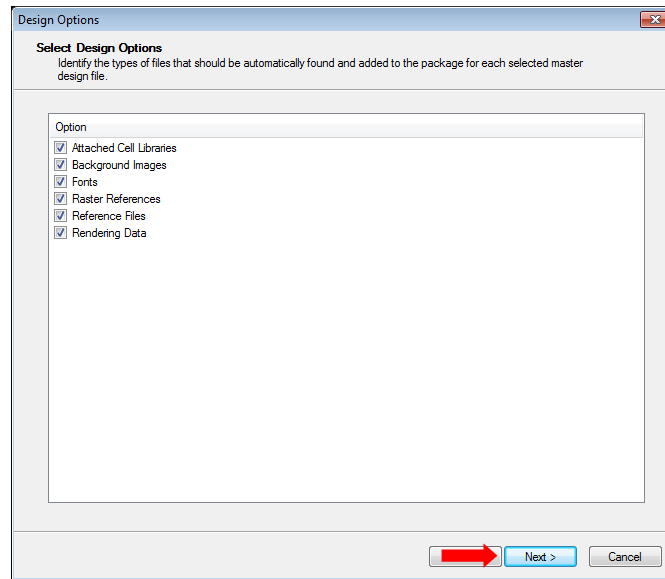 Design Options
Select Design Options
Identify the types of files that should be automatically found and added to the package for each selected master
design file.
Option
Attached Cell Libraries
Background Images
Fonts
Raster References
Reference Files
Rendering Data
Next >
Cancel